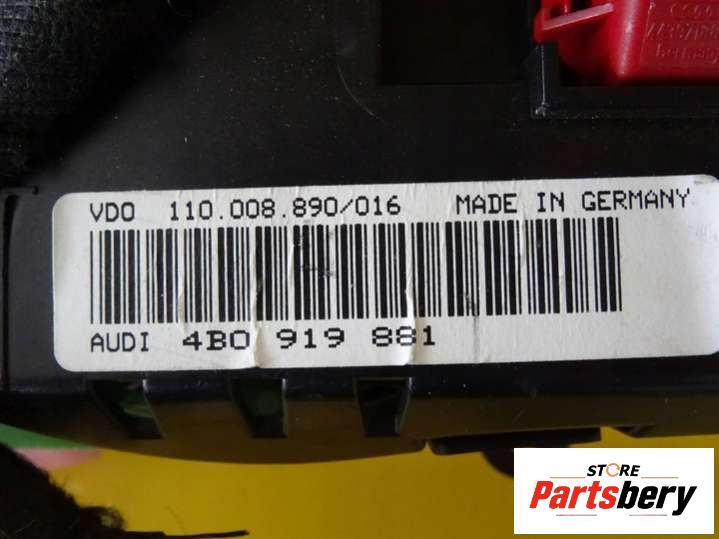 VDO 110.008.890/016 MADE IN GERMANY
AUDI 4B0 919 881
STORE
Partsbery